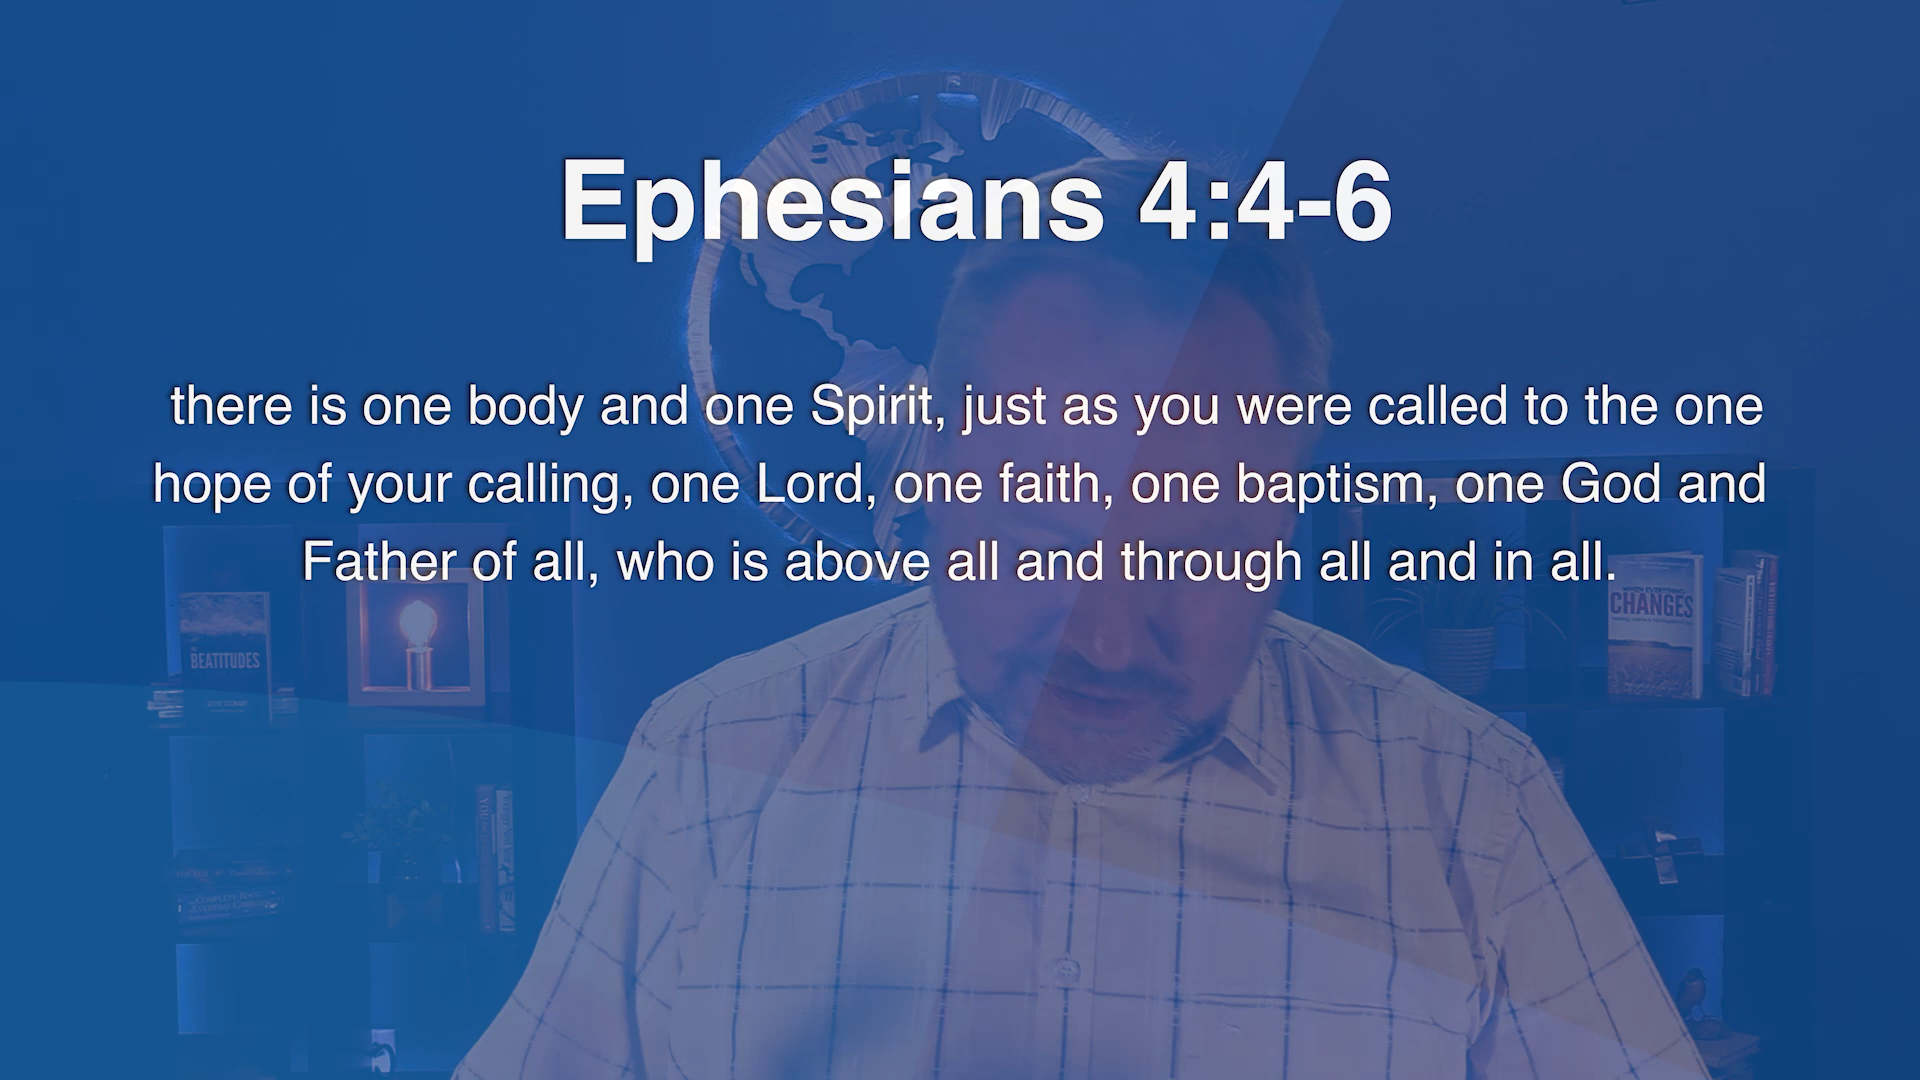 Ephesians 4:4-6
there is one body and one Spirit, just as you were called to the one
hope of your calling, one Lord, one faith, one baptism, one God and
Father of all, who is above all and through all and in all.
BEATITUDES
CHANGES